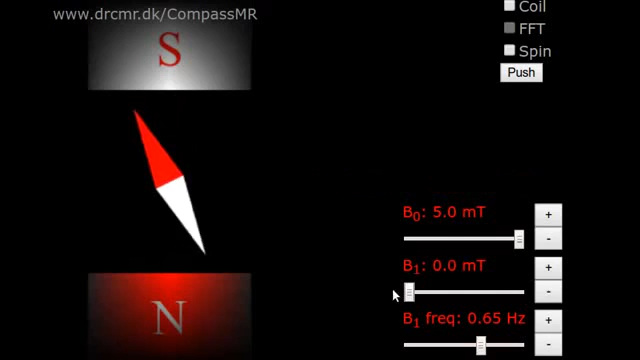 www.drcmr.dk/CompassMR
S
Coil
FFT
Spin
Push
B0: 5.0 mT
+
-
B1: 0.0 mT
+
-
B1 freq: 0.65 Hz
+
-
N